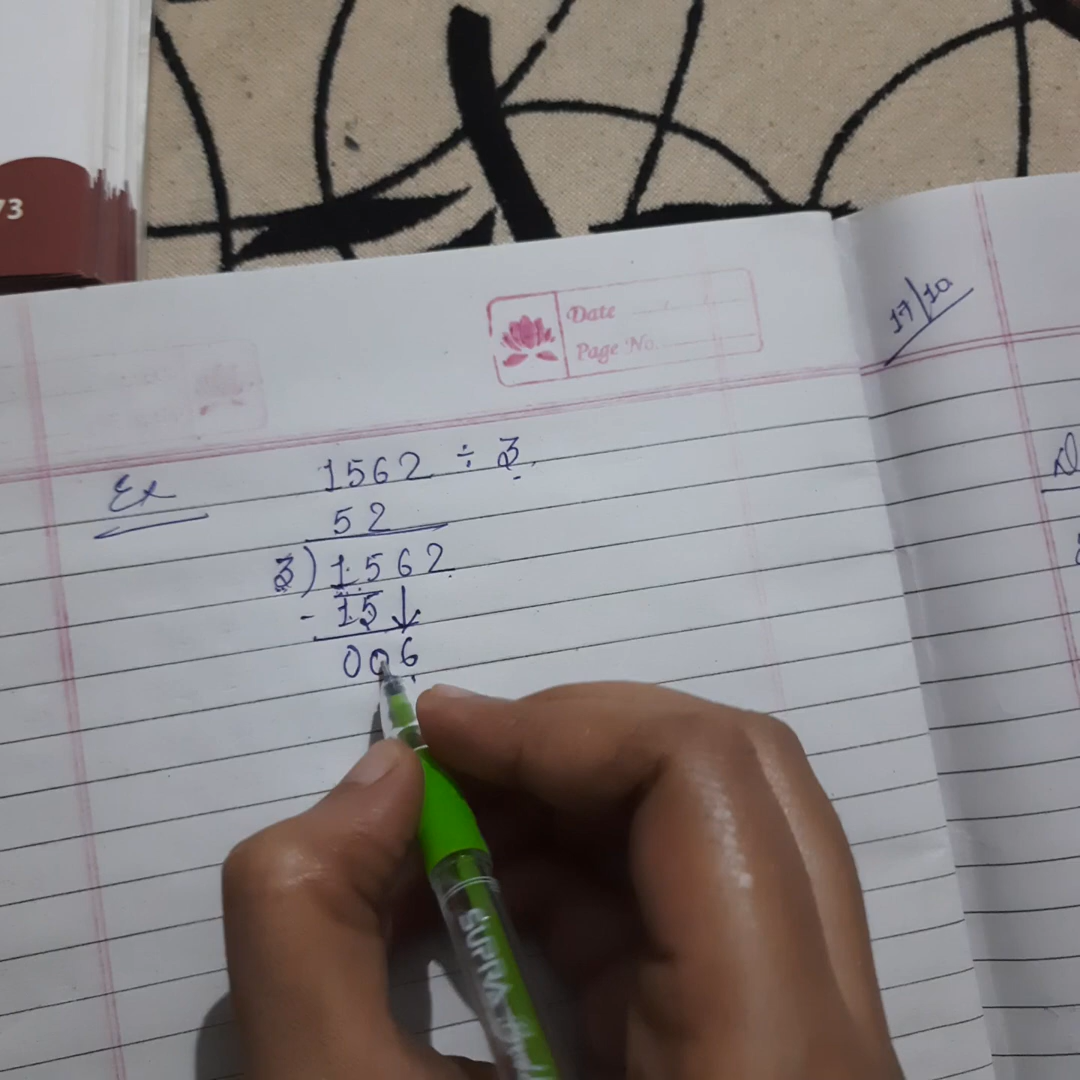 73
Date
Page No.
17/10
Ex 1562 ÷ 3
52
3) 1562
- 15 ↓
006
SUPRA